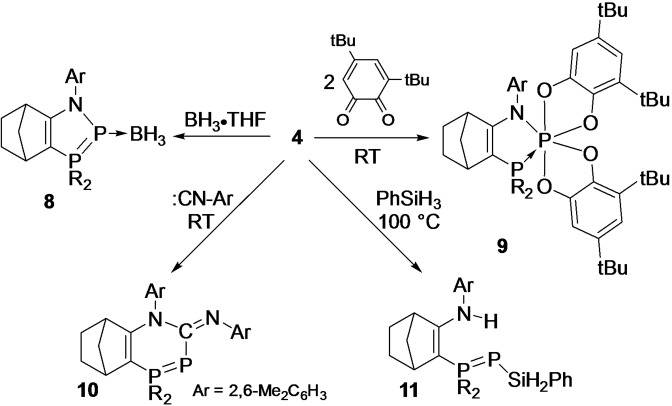 Ar
N
P
BH3
P
R2
8
BH3•THF
tBu
2
tBu
O
O
4
RT
tBu
Ar
N
O
tBu
O
P
P
R2
O
O
tBu
9
tBu
:CN-Ar
RT
PhSiH3
100 °C
Ar
N
C
N
Ar
P
P
R2
10
Ar = 2,6-Me2C6H3
Ar
N
H
P
P
R2
SiH2Ph
11